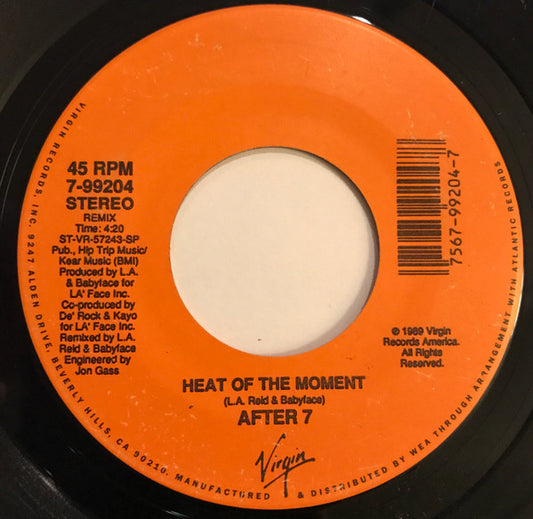 45 RPM
7-99204
STEREO
REMIX
Time: 4:20
ST-VR-57243-SP
Pub., Hip Trip Music/
Kear Music (BMI)
Produced by L.A.
& Babyface for
LA' Face Inc.
Co-produced by
De' Rock & Kayo
for LA' Face Inc.
Remixed by L.A.
Reid & Babyface
Engineered by
Jon Gass
7567-99204-7
℗ 1989 Virgin
Records America.
All Rights
Reserved.
HEAT OF THE MOMENT
(L.A. Reid & Babyface)
AFTER 7
Virgin
VIRGIN RECORDS, INC. 9247 ALDEN DRIVE, BEVERLY HILLS, CA 90210. MANUFACTURED & DISTRIBUTED BY WEA THROUGH ARRANGEMENT WITH ATLANTIC RECORDS